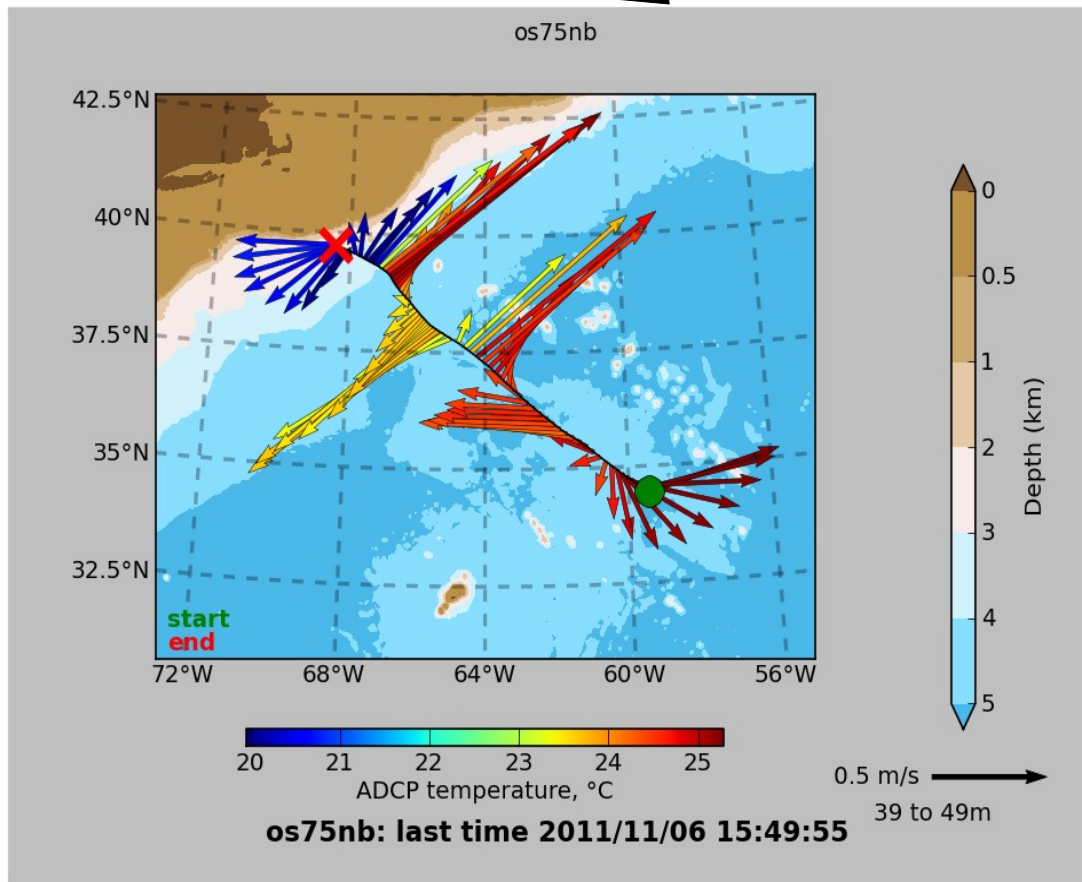 os75nb
42.5°N
40°N
37.5°N
35°N
32.5°N
start
end
72°W 68°W 64°W 60°W 56°W
0
0.5
1
2
3
4
5
Depth (km)
20 21 22 23 24 25
ADCP temperature, °C
0.5 m/s
39 to 49m
os75nb: last time 2011/11/06 15:49:55